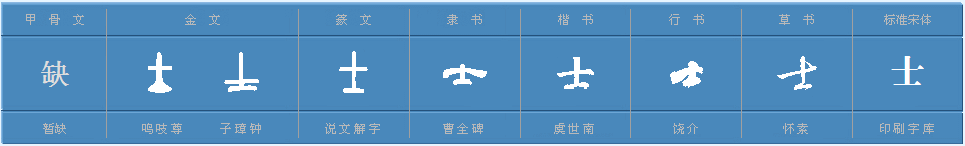 甲骨文 金文 篆文 隶书 楷书 行书 草书 标准宋体
缺 士 士 士 士 士 士 士 士
暂缺 呜吱尊 子璋钟 说文解字 曹全碑 虞世南 饶介 怀素 印刷字库